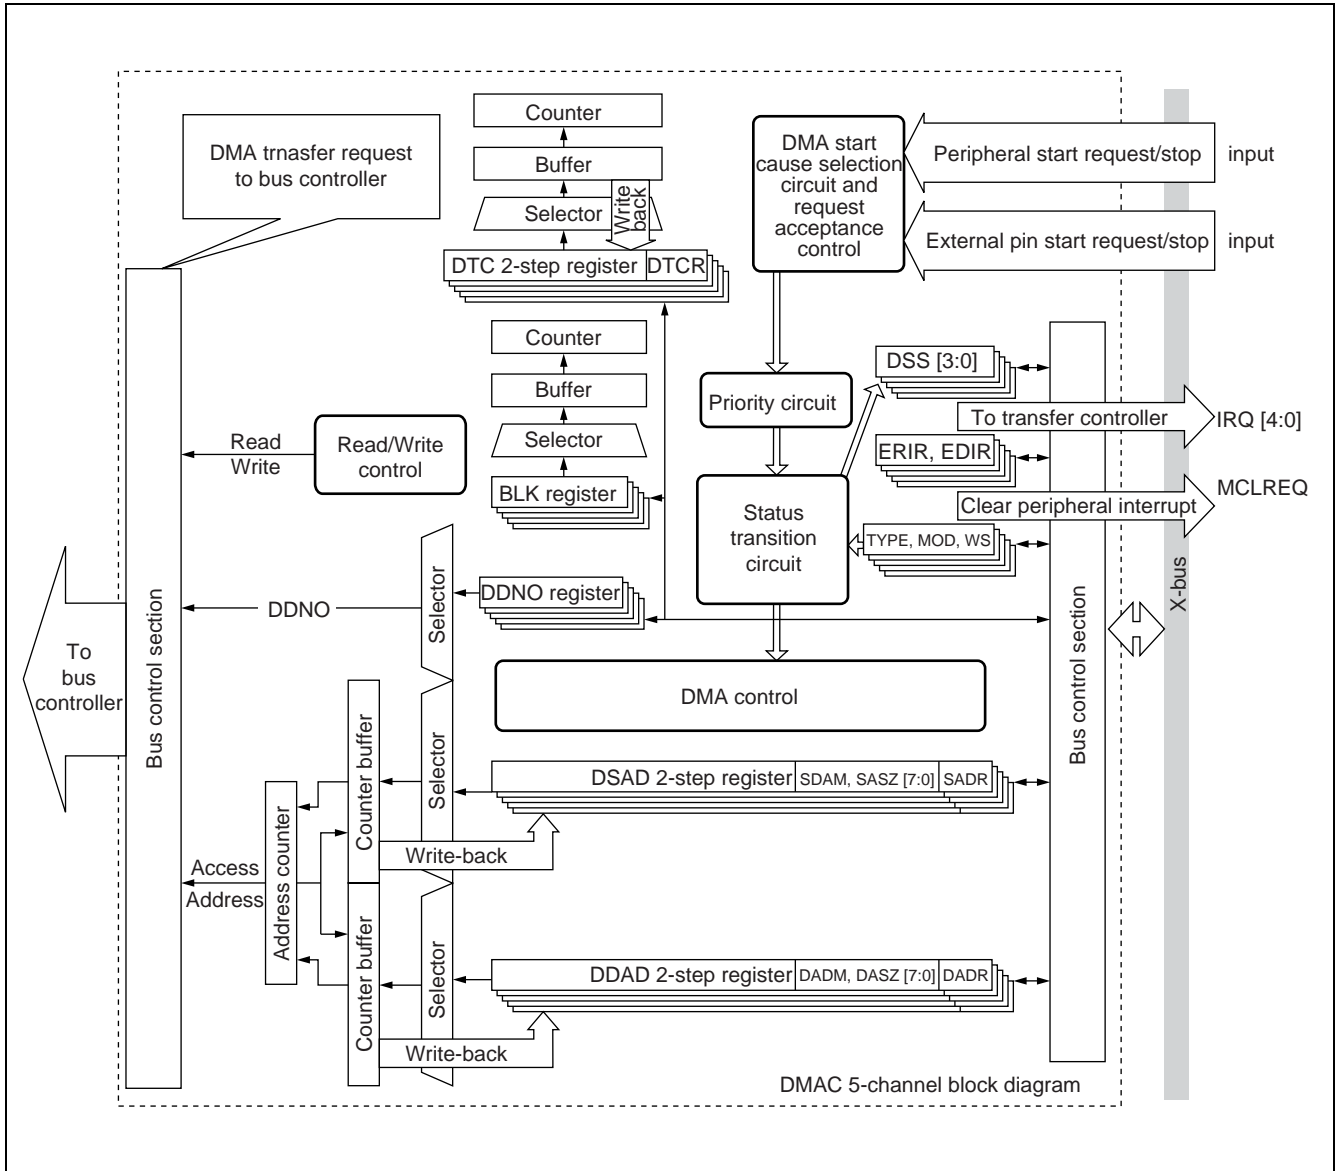 Counter
DMA trnasfer request
to bus controller
Buffer
Selector
Write
back
DTC 2-step register
DTCR
DMA start
cause selection
circuit and
request
acceptance
control
Peripheral start request/stop
input
External pin start request/stop
input
Counter
Buffer
Selector
BLK register
Priority circuit
DSS [3:0]
To transfer controller
IRQ [4:0]
ERIR, EDIR
MCLREQ
Clear peripheral interrupt
TYPE, MOD, WS
Read
Write
Read/Write
control
Status
transition
circuit
X-bus
DDNO
Selector
DDNO register
To
bus
controller
Bus control section
Bus control section
DMA control
Counter buffer
Selector
DSAD 2-step register
SDAM, SASZ [7:0]
SADR
Write-back
Access
Address
Address counter
Counter buffer
Selector
DDAD 2-step register
DADM, DASZ [7:0]
DADR
Write-back
DMAC 5-channel block diagram